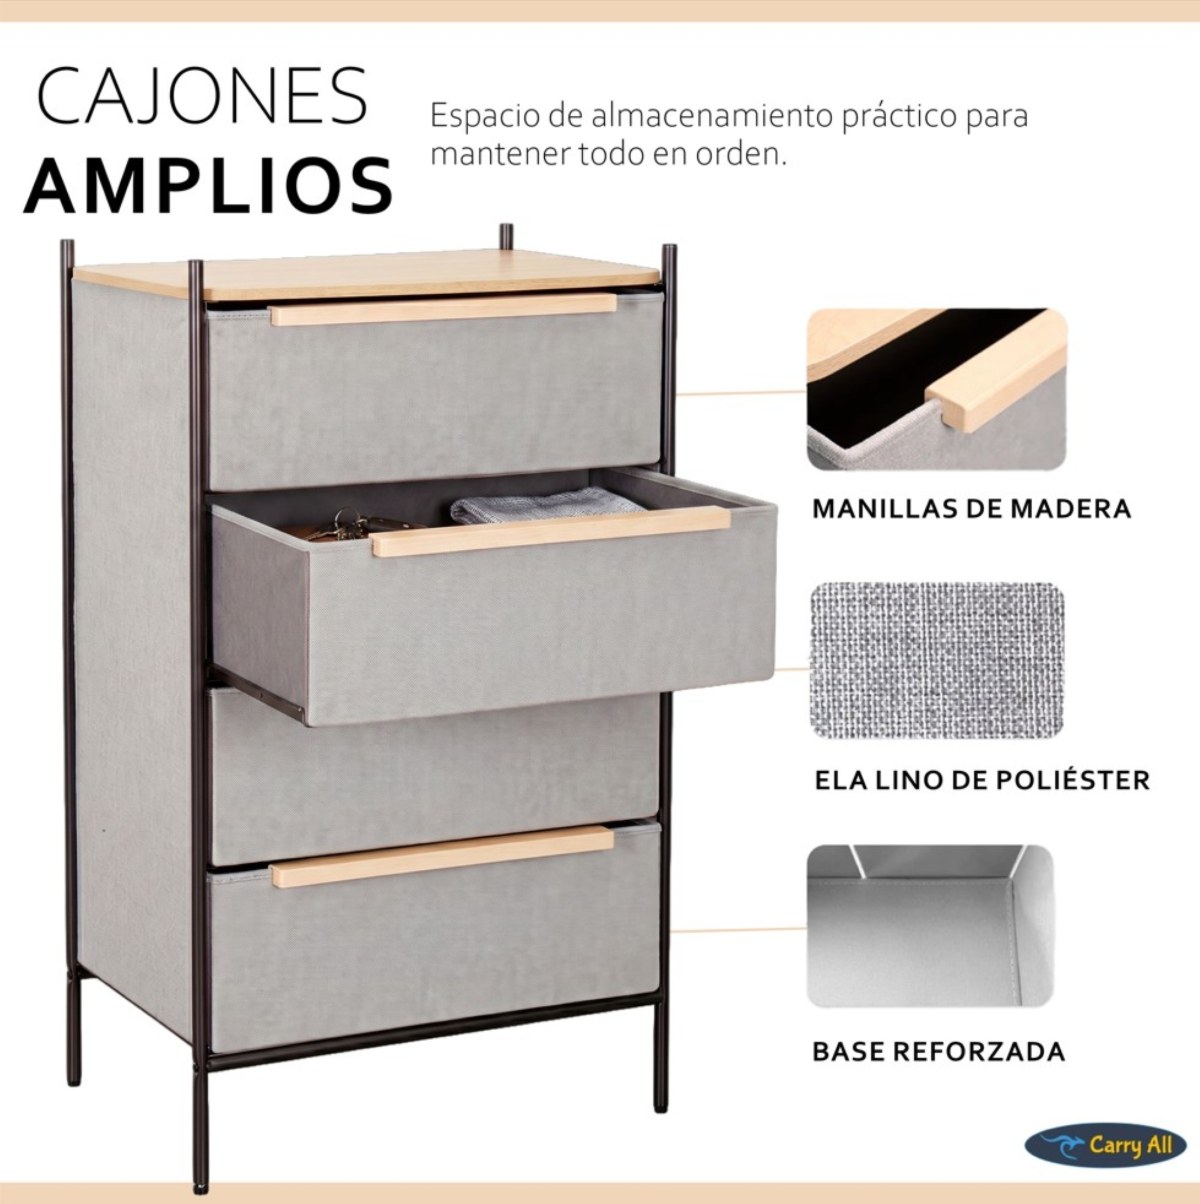 CAJONES
AMPLIOS
Espacio de almacenamiento práctico para
mantener todo en orden.
MANILLAS DE MADERA
ELA LINO DE POLIÉSTER
BASE REFORZADA
Carry All